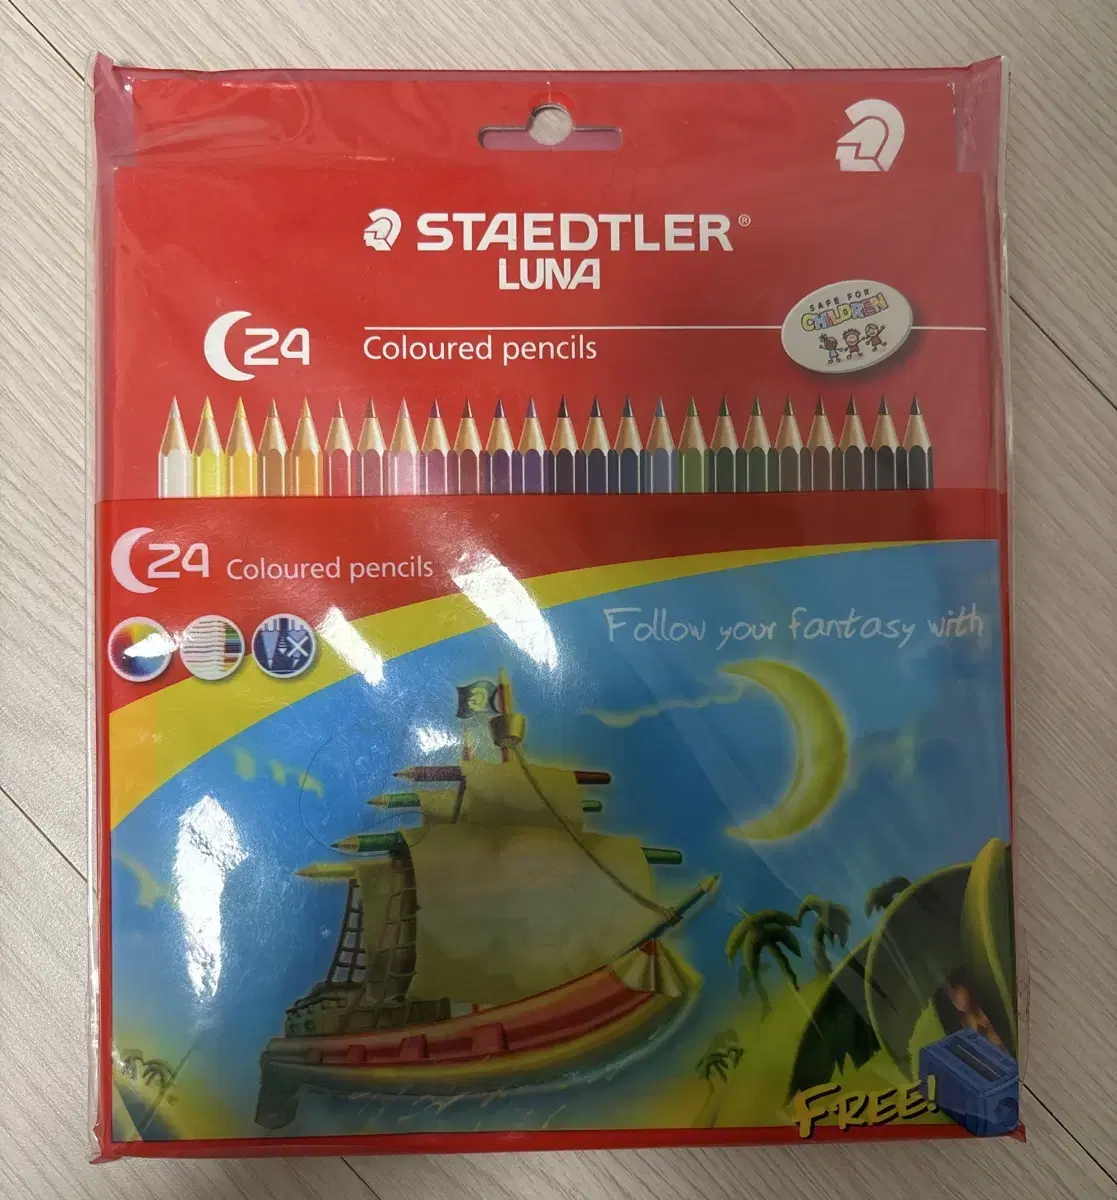 STAEDTLER®
LUNA
SAFE FOR
CHILDREN
24
Coloured pencils
24 Coloured pencils
Follow your fantasy with
FREE!